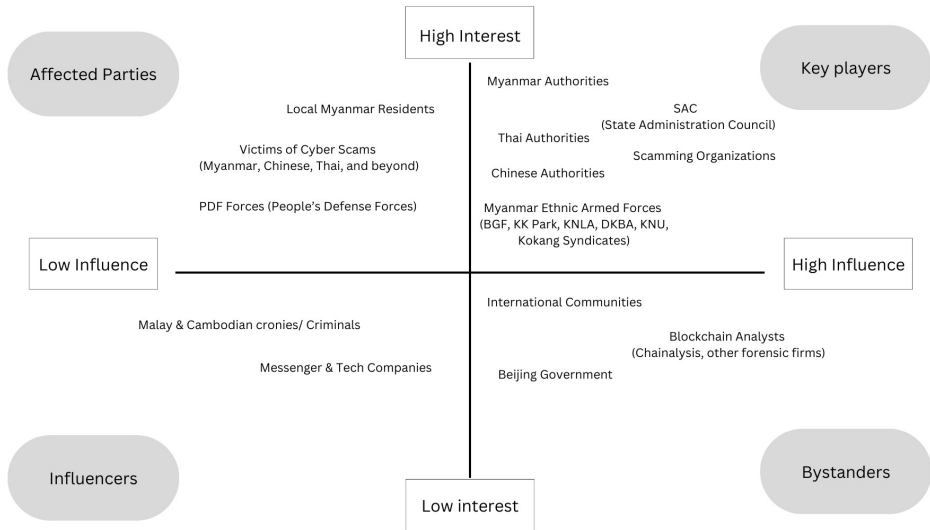 High Interest
Affected Parties
Key players
Myanmar Authorities
Local Myanmar Residents
SAC
(State Administration Council)
Thai Authorities
Victims of Cyber Scams
(Myanmar, Chinese, Thai, and beyond)
Scamming Organizations
Chinese Authorities
PDF Forces (People's Defense Forces)
Myanmar Ethnic Armed Forces
(BGF, KK Park, KNLA, DKBA, KNU,
Kokang Syndicates)
Low Influence
High Influence
International Communities
Malay & Cambodian cronies/ Criminals
Blockchain Analysts
(Chainalysis, other forensic firms)
Messenger & Tech Companies
Beijing Government
Influencers
Bystanders
Low interest